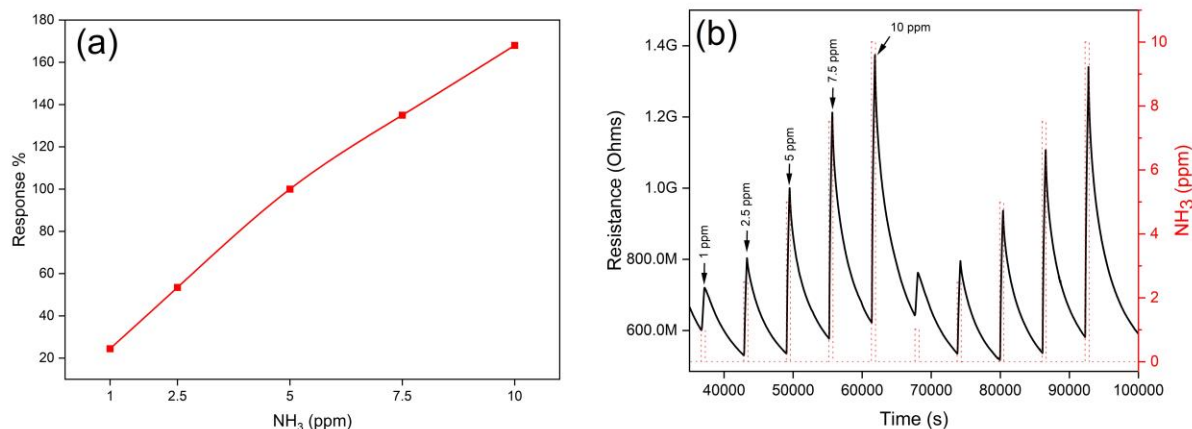 (a)
180
160
140
120
100
80
60
40
20
Response %
1 2.5 5 7.5 10
NH₃ (ppm)
(b)
1.4G
1.2G
1.0G
800.0M
600.0M
Resistance (Ohms)
1 ppm
2.5 ppm
5 ppm
7.5 ppm
10 ppm
10
8
6
4
2
0
NH₃ (ppm)
40000 50000 60000 70000 80000 90000 100000
Time (s)